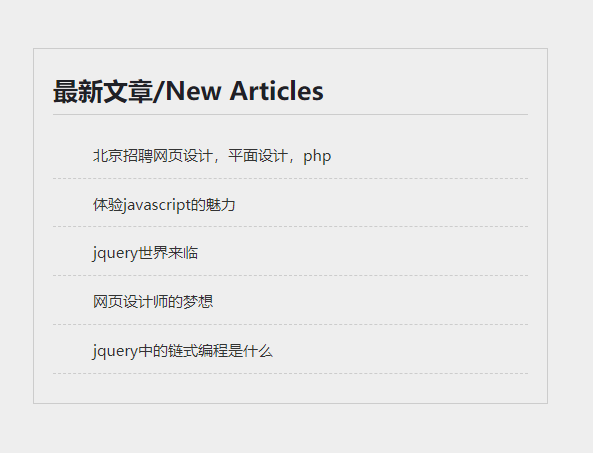 最新文章/New Articles
北京招聘网页设计，平面设计，php
体验javascript的魅力
jquery世界来临
网页设计师的梦想
jquery中的链式编程是什么